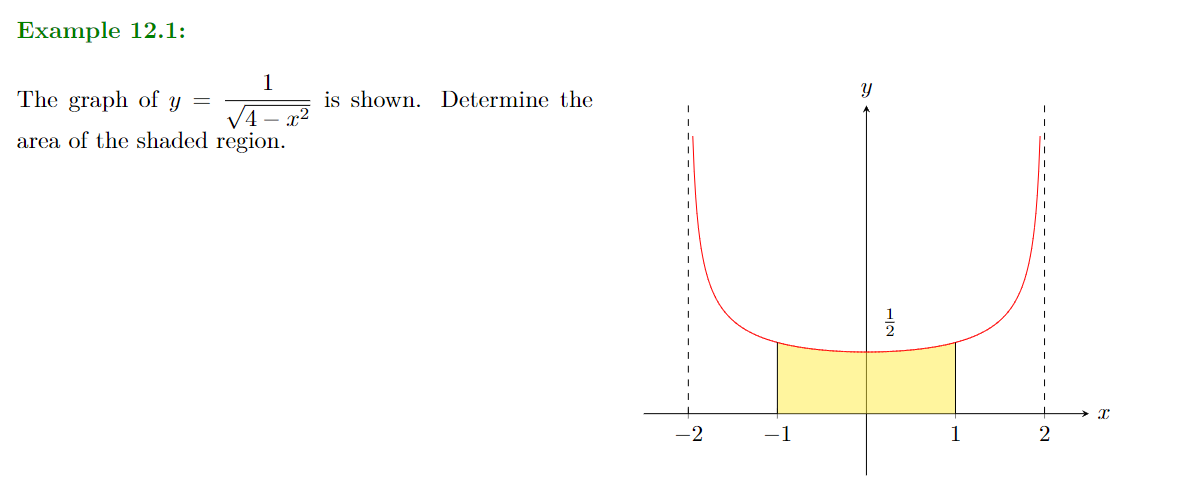 Example 12.1:
The graph of y = 1/√(4 − x²) is shown. Determine the
area of the shaded region.
y
1/2
x
−2 −1 1 2